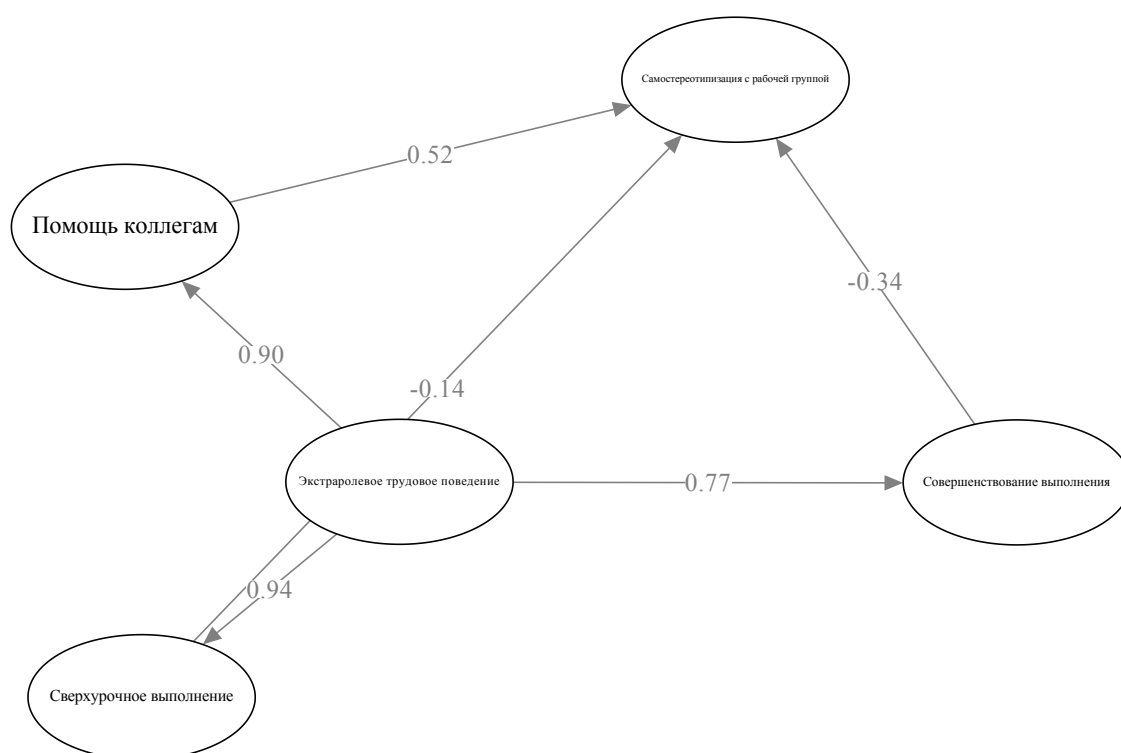 Самостереотипизация с рабочей группой
0.52
Помощь коллегам
-0.34
0.90
-0.14
Экстраролевое трудовое поведение
0.77
Совершенствование выполнения
0.94
Сверхурочное выполнение